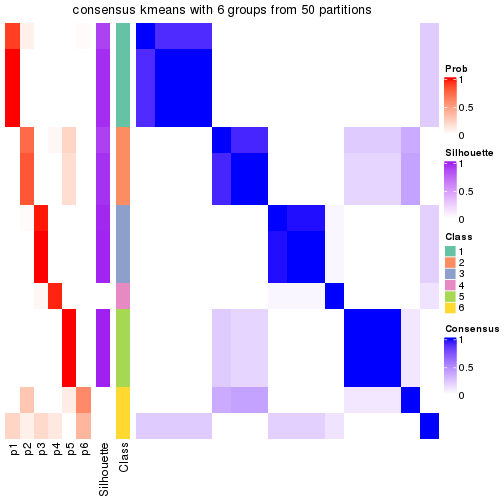 consensus kmeans with 6 groups from 50 partitions
Prob
1
0.5
0
Silhouette
1
0.5
0
Class
1
2
3
4
5
6
Consensus
1
0.5
0
p1
p2
p3
p4
p5
p6
Silhouette
Class